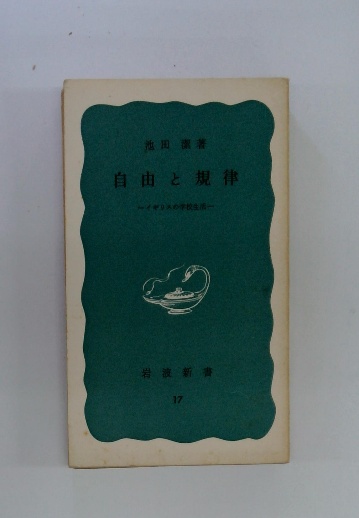 池田潔著
自由と規律
―イギリスの学校生活―
岩波新書
17